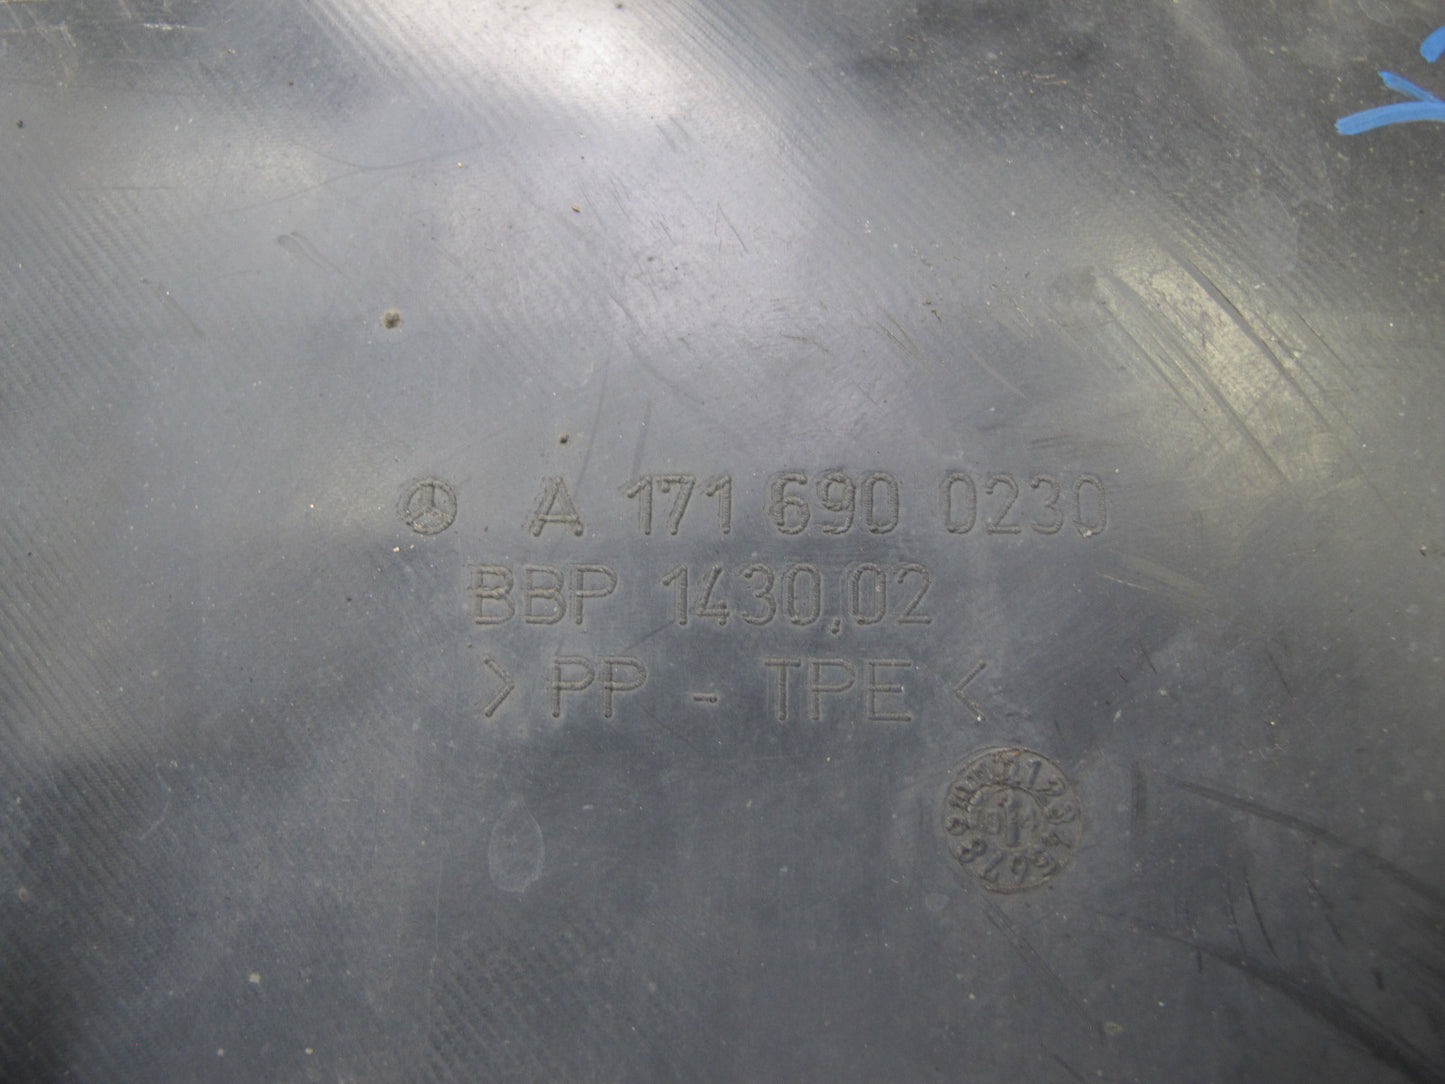 A 171 690 0230
BBP 1430,02
>PP - TPE<